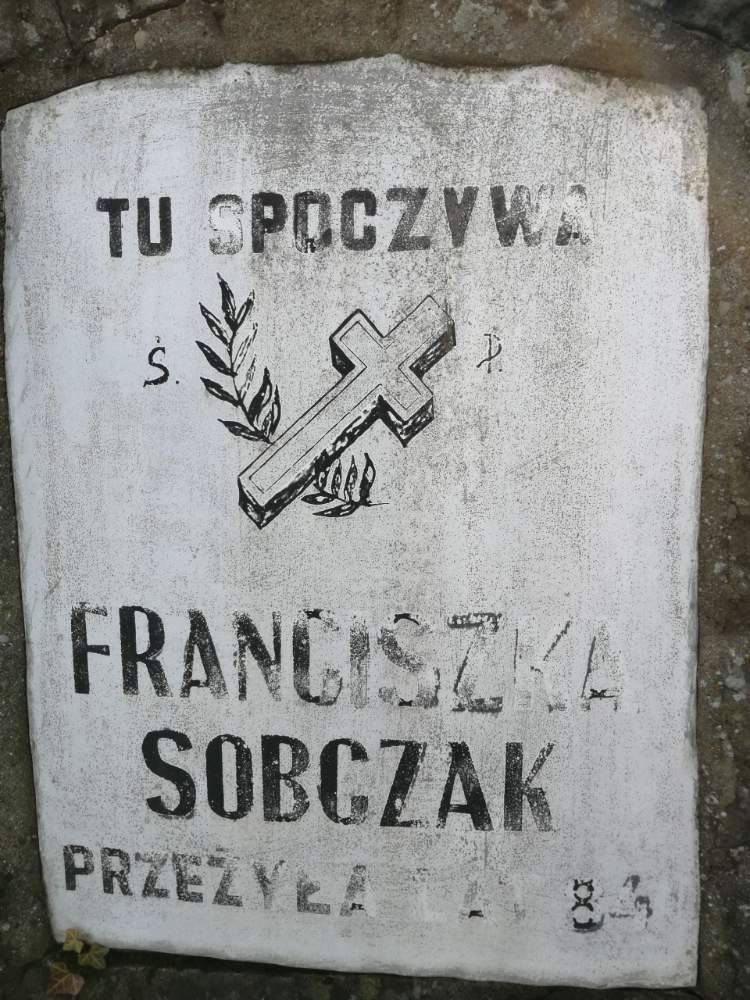 TU SPOCZYWA
Ś. P.
FRANCISZKA
SOBCZAK
PRZEŻYŁA LAT 84